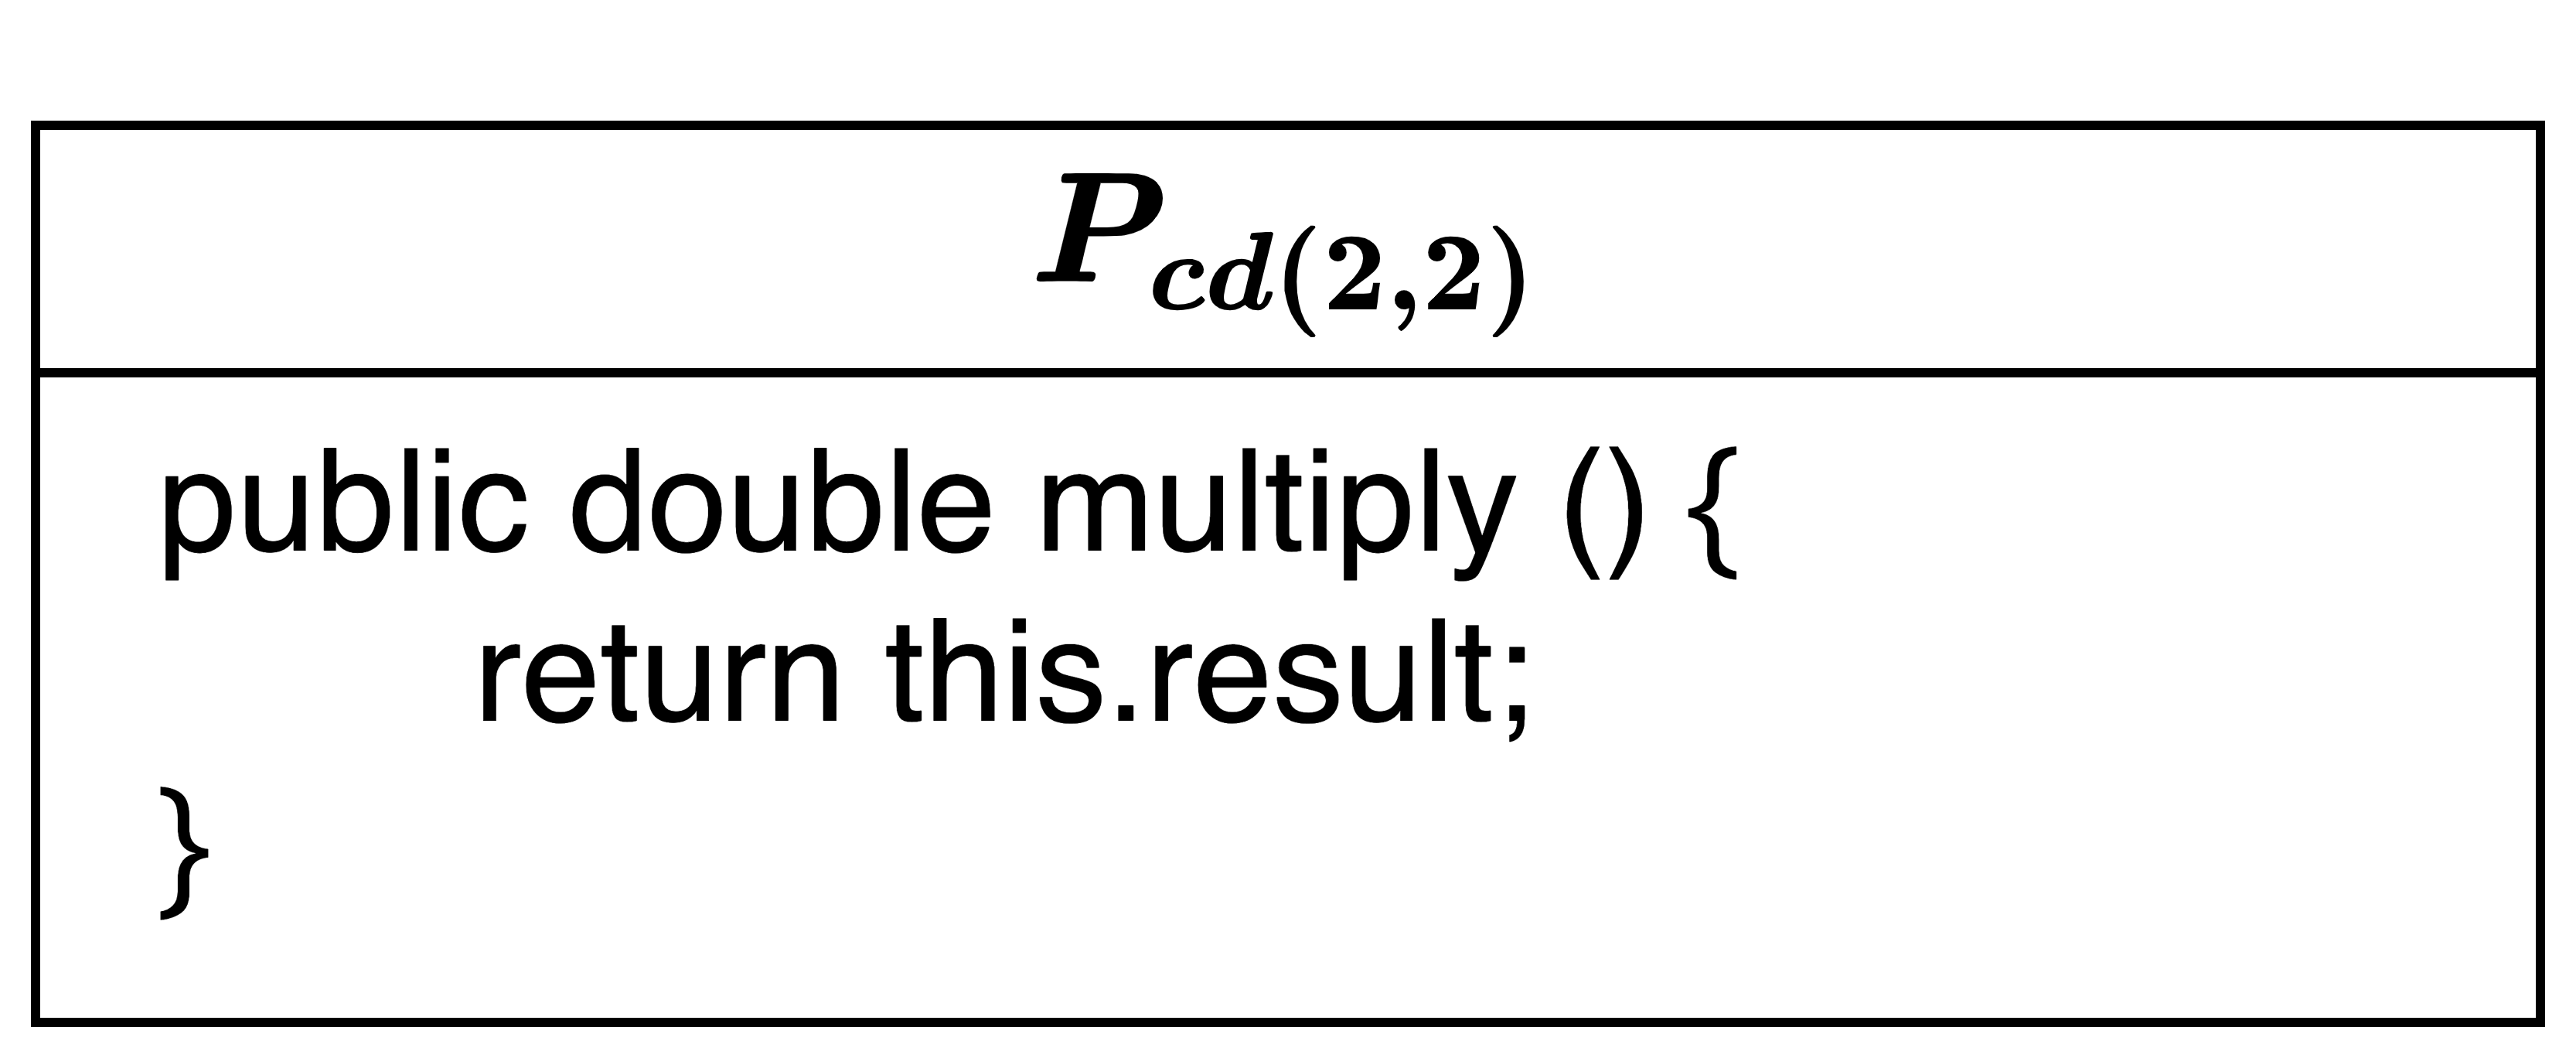 P_{cd(2,2)}
public double multiply () {
return this.result;
}